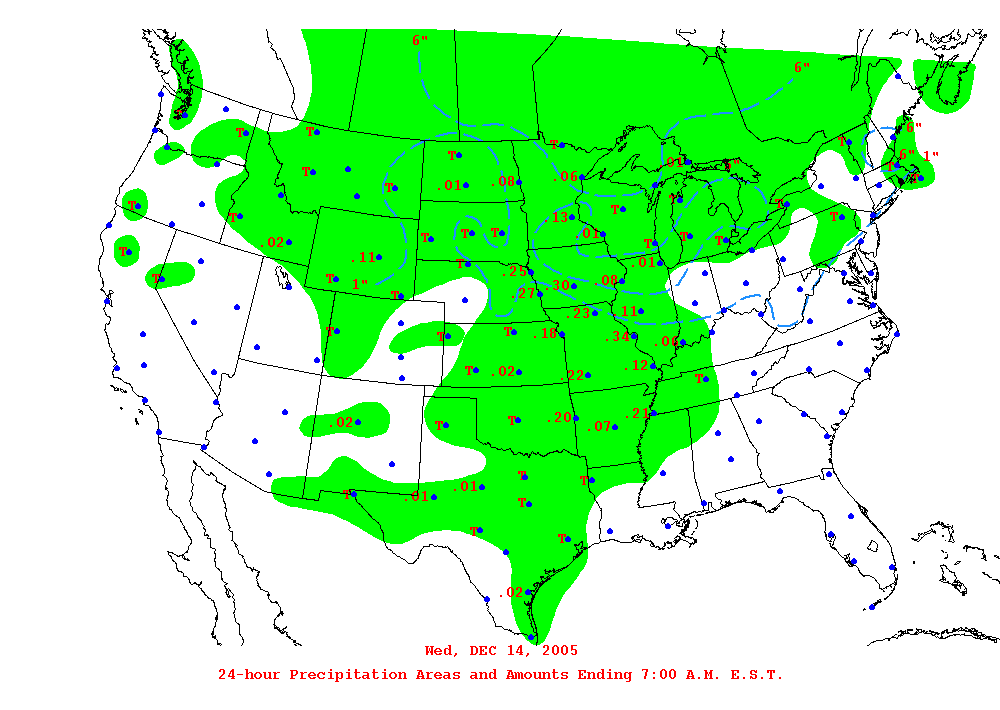 6"
6"
6"
T
T
T
T
T
.01
6"
6" 1"
T
T
T
T
.01
.08
.06
T
T
T
T
.13
T
T
T
.02
T
T
T
.01
T
T
T
.11
T
.25
.01
T
T
1"
T
.27
.30
.08
T
T
T
.18
.23
.11
.34
.06
T
.02
.22
.12
T
.02
T
T
.20
.07
.21
T
.01
.01
T
T
T
T
.02
Wed, DEC 14, 2005
24-hour Precipitation Areas and Amounts Ending 7:00 A.M. E.S.T.